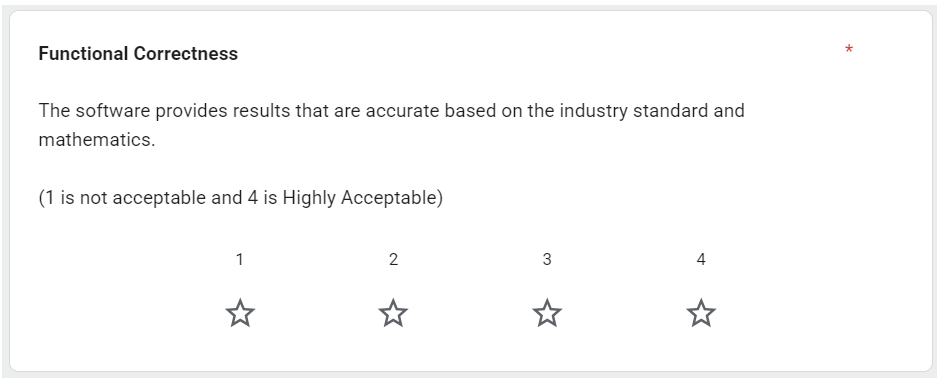 Functional Correctness *
The software provides results that are accurate based on the industry standard and
mathematics.
(1 is not acceptable and 4 is Highly Acceptable)
1 2 3 4